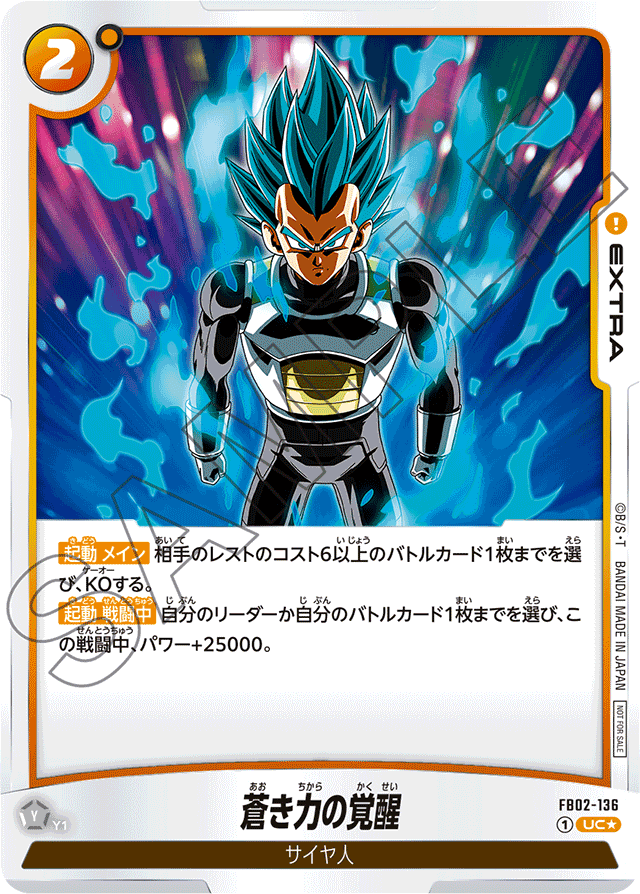 2
! EXTRA
SAMPLE
起動 メイン 相手のレストのコスト6以上のバトルカード1枚までを選
び、KOする。
起動 戦闘中 自分のリーダーか自分のバトルカード1枚までを選び、こ
の戦闘中、パワー+25000。
©B/S・T BANDAI MADE IN JAPAN
NOT FOR SALE
蒼き力の覚醒
FB02-136
Y Y1
1 UC★
サイヤ人